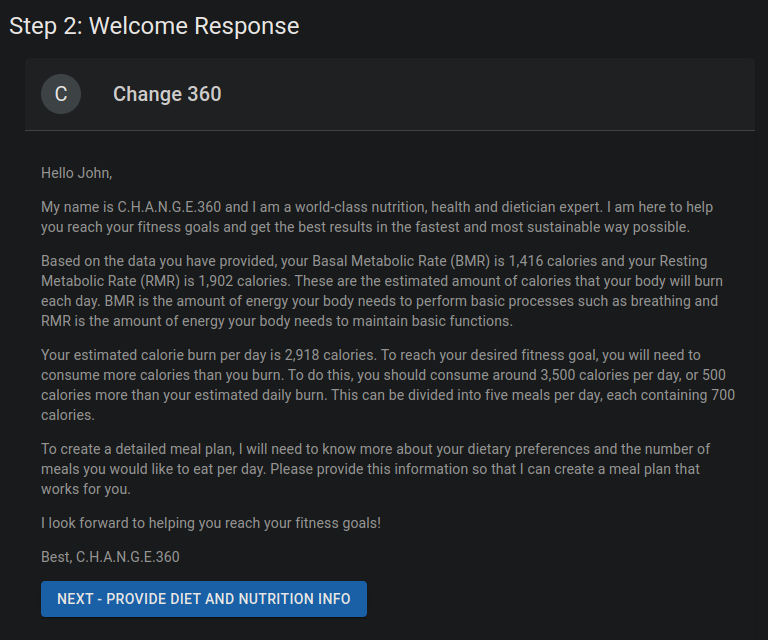 Step 2: Welcome Response
C
Change 360
Hello John,
My name is C.H.A.N.G.E.360 and I am a world-class nutrition, health and dietician expert. I am here to help
you reach your fitness goals and get the best results in the fastest and most sustainable way possible.
Based on the data you have provided, your Basal Metabolic Rate (BMR) is 1,416 calories and your Resting
Metabolic Rate (RMR) is 1,902 calories. These are the estimated amount of calories that your body will burn
each day. BMR is the amount of energy your body needs to perform basic processes such as breathing and
RMR is the amount of energy your body needs to maintain basic functions.
Your estimated calorie burn per day is 2,918 calories. To reach your desired fitness goal, you will need to
consume more calories than you burn. To do this, you should consume around 3,500 calories per day, or 500
calories more than your estimated daily burn. This can be divided into five meals per day, each containing 700
calories.
To create a detailed meal plan, I will need to know more about your dietary preferences and the number of
meals you would like to eat per day. Please provide this information so that I can create a meal plan that
works for you.
I look forward to helping you reach your fitness goals!
Best, C.H.A.N.G.E.360
NEXT - PROVIDE DIET AND NUTRITION INFO